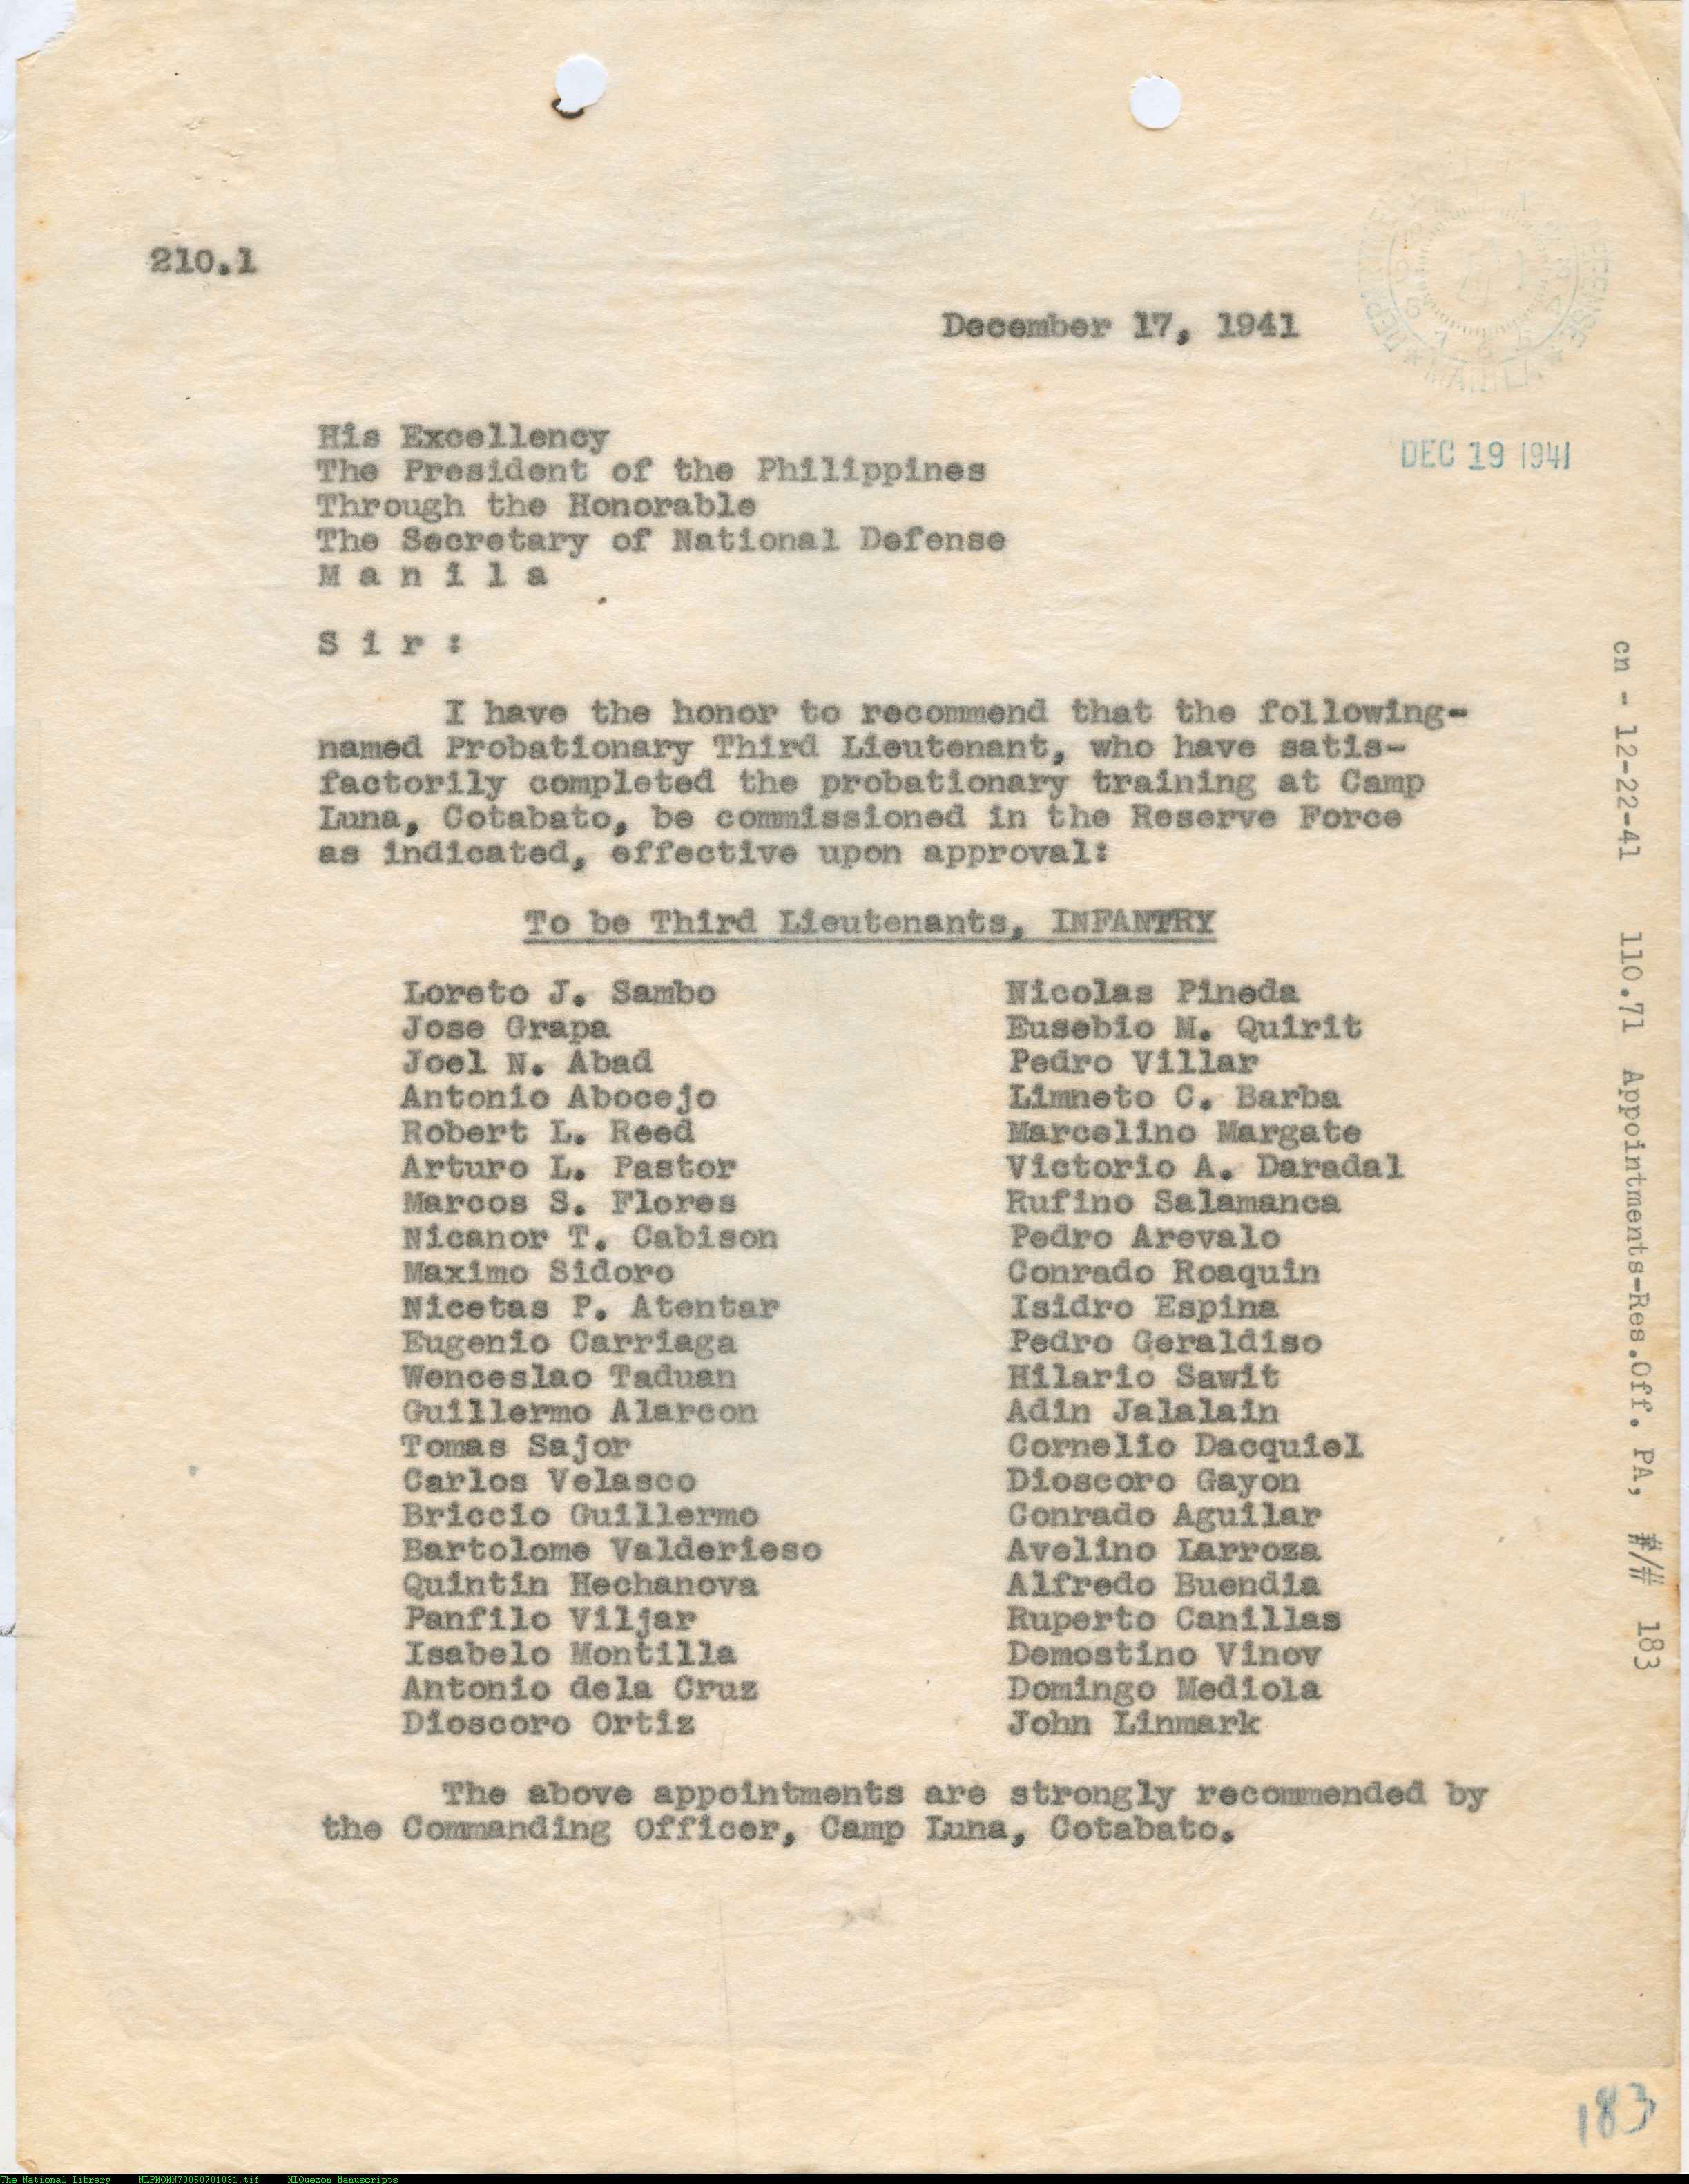 210.1
December 17, 1941
DEC 19 1941
His Excellency
The President of the Philippines
Through the Honorable
The Secretary of National Defense
M a n i l a
S i r :
I have the honor to recommend that the following-
named Probationary Third Lieutenant, who have satis-
factorily completed the probationary training at Camp
Luna, Cotabato, be commissioned in the Reserve Force
as indicated, effective upon approval:
To be Third Lieutenants, INFANTRY
Loreto J. Sambo
Jose Grapa
Joel N. Abad
Antonio Abocejo
Robert L. Reed
Arturo L. Pastor
Marcos S. Flores
Nicanor T. Cabison
Maximo Sidoro
Nicetas P. Atentar
Eugenio Carriaga
Wenceslao Taduan
Guillermo Alarcon
Tomas Sajor
Carlos Velasco
Briccio Guillermo
Bartolome Valderieso
Quintin Hechanova
Panfilo Viljar
Isabelo Montilla
Antonio dela Cruz
Dioscoro Ortiz
Nicolas Pineda
Eusebio M. Quirit
Pedro Villar
Limneto C. Barba
Marcelino Margate
Victorio A. Daradal
Rufino Salamanca
Pedro Arevalo
Conrado Roaquin
Isidro Espina
Pedro Geraldiso
Hilario Sawit
Adin Jalalain
Cornelio Dacquiel
Dioscoro Gayon
Conrado Aguilar
Avelino Larroza
Alfredo Buendia
Ruperto Canillas
Demostino Vinov
Domingo Mediola
John Linmark
The above appointments are strongly recommended by
the Commanding Officer, Camp Luna, Cotabato.
cn - 12-22-41 110.71 Appointments-Res.Off. PA, #/# 183
183
The National Library NLPMQMN70050701031.tif MLQuezon Manuscripts